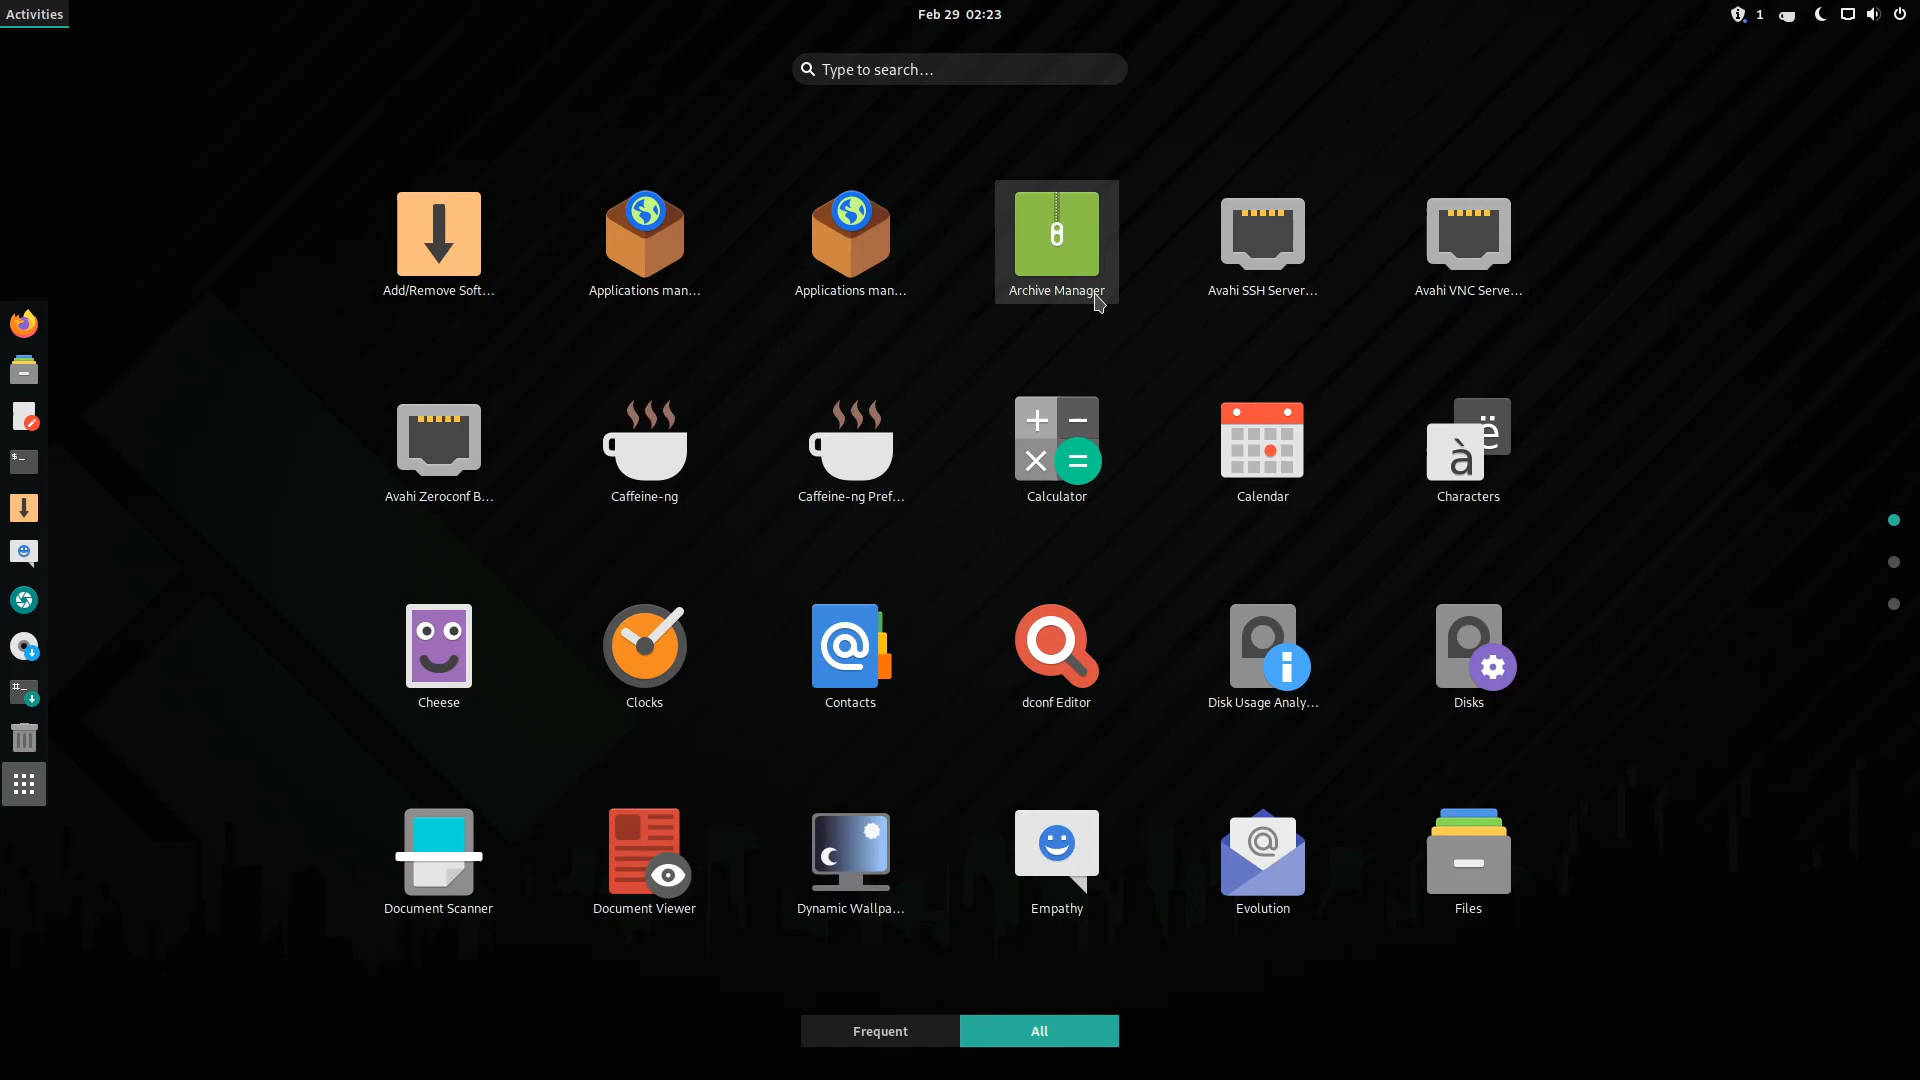 Activities
Feb 29 02:23
1
Type to search...
Add/Remove Soft...
Applications man...
Applications man...
Archive Manager
Avahi SSH Server...
Avahi VNC Serve...
Avahi Zeroconf B...
Caffeine-ng
Caffeine-ng Pref...
Calculator
Calendar
Characters
Cheese
Clocks
Contacts
dconf Editor
Disk Usage Analy...
Disks
Document Scanner
Document Viewer
Dynamic Wallpa...
Empathy
Evolution
Files
Frequent
All